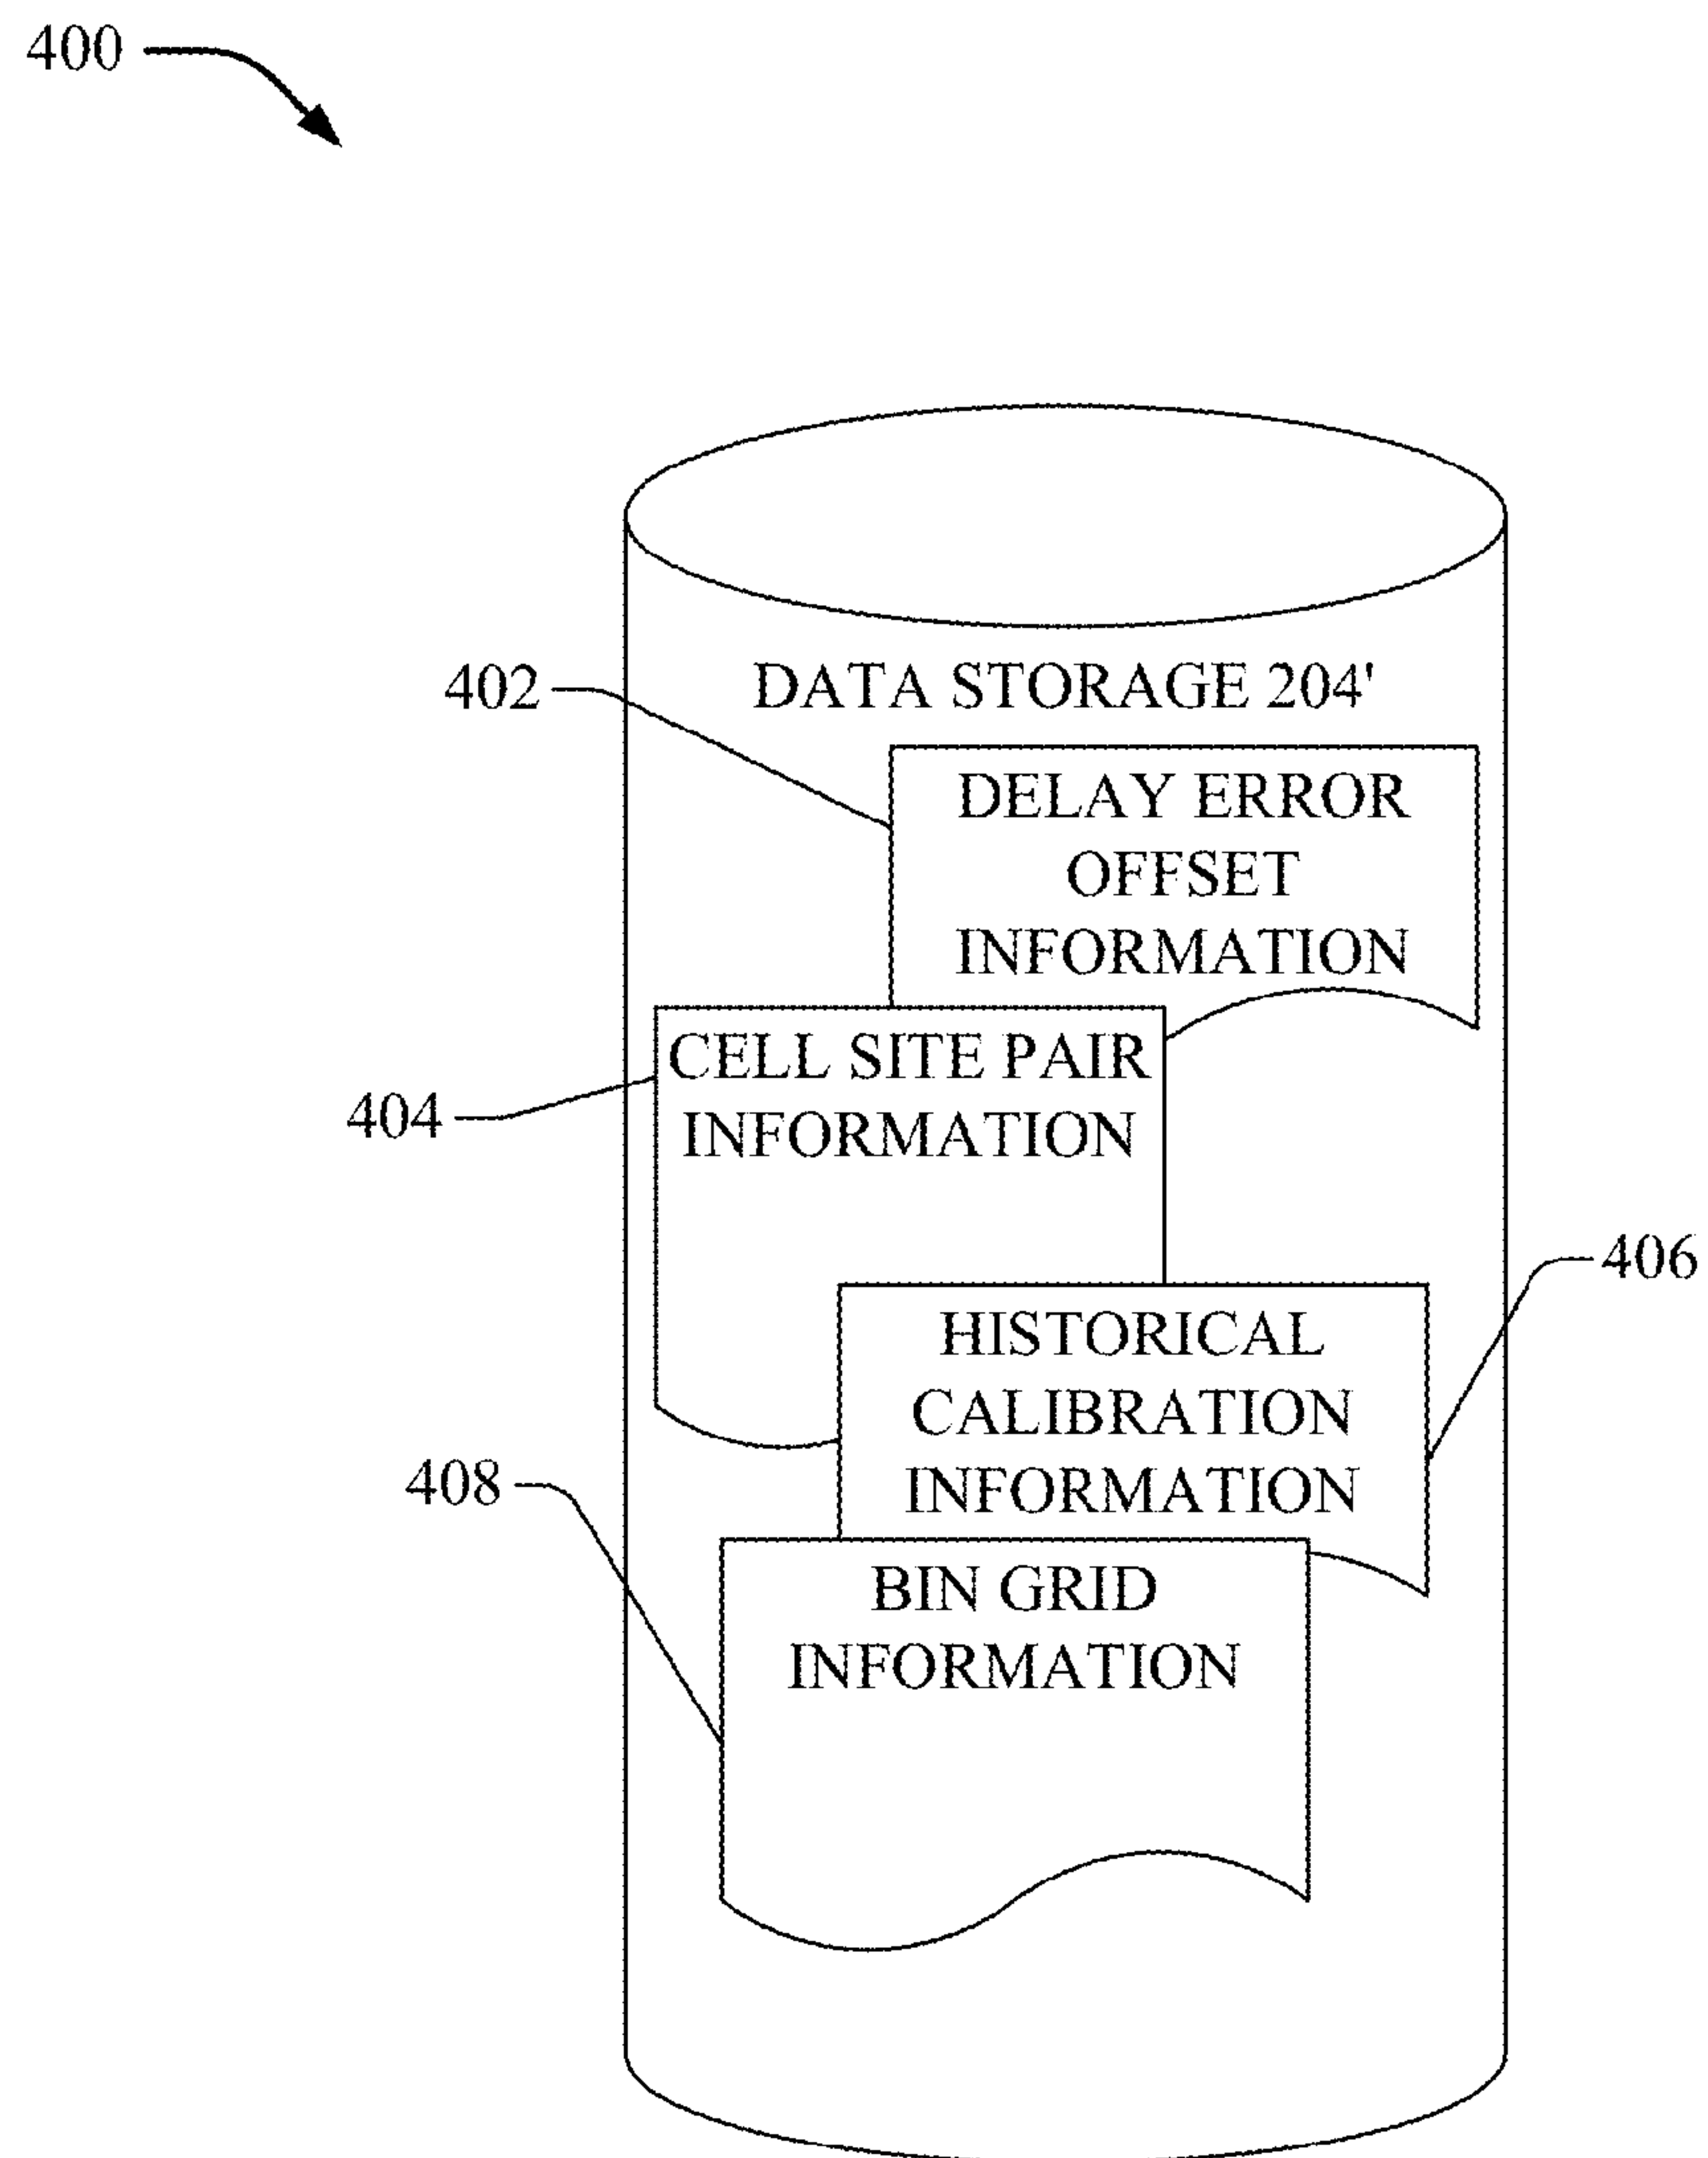 400
DATA STORAGE 204'
402
DELAY ERROR
OFFSET
INFORMATION
CELL SITE PAIR
INFORMATION
404
406
HISTORICAL
CALIBRATION
INFORMATION
408
BIN GRID
INFORMATION